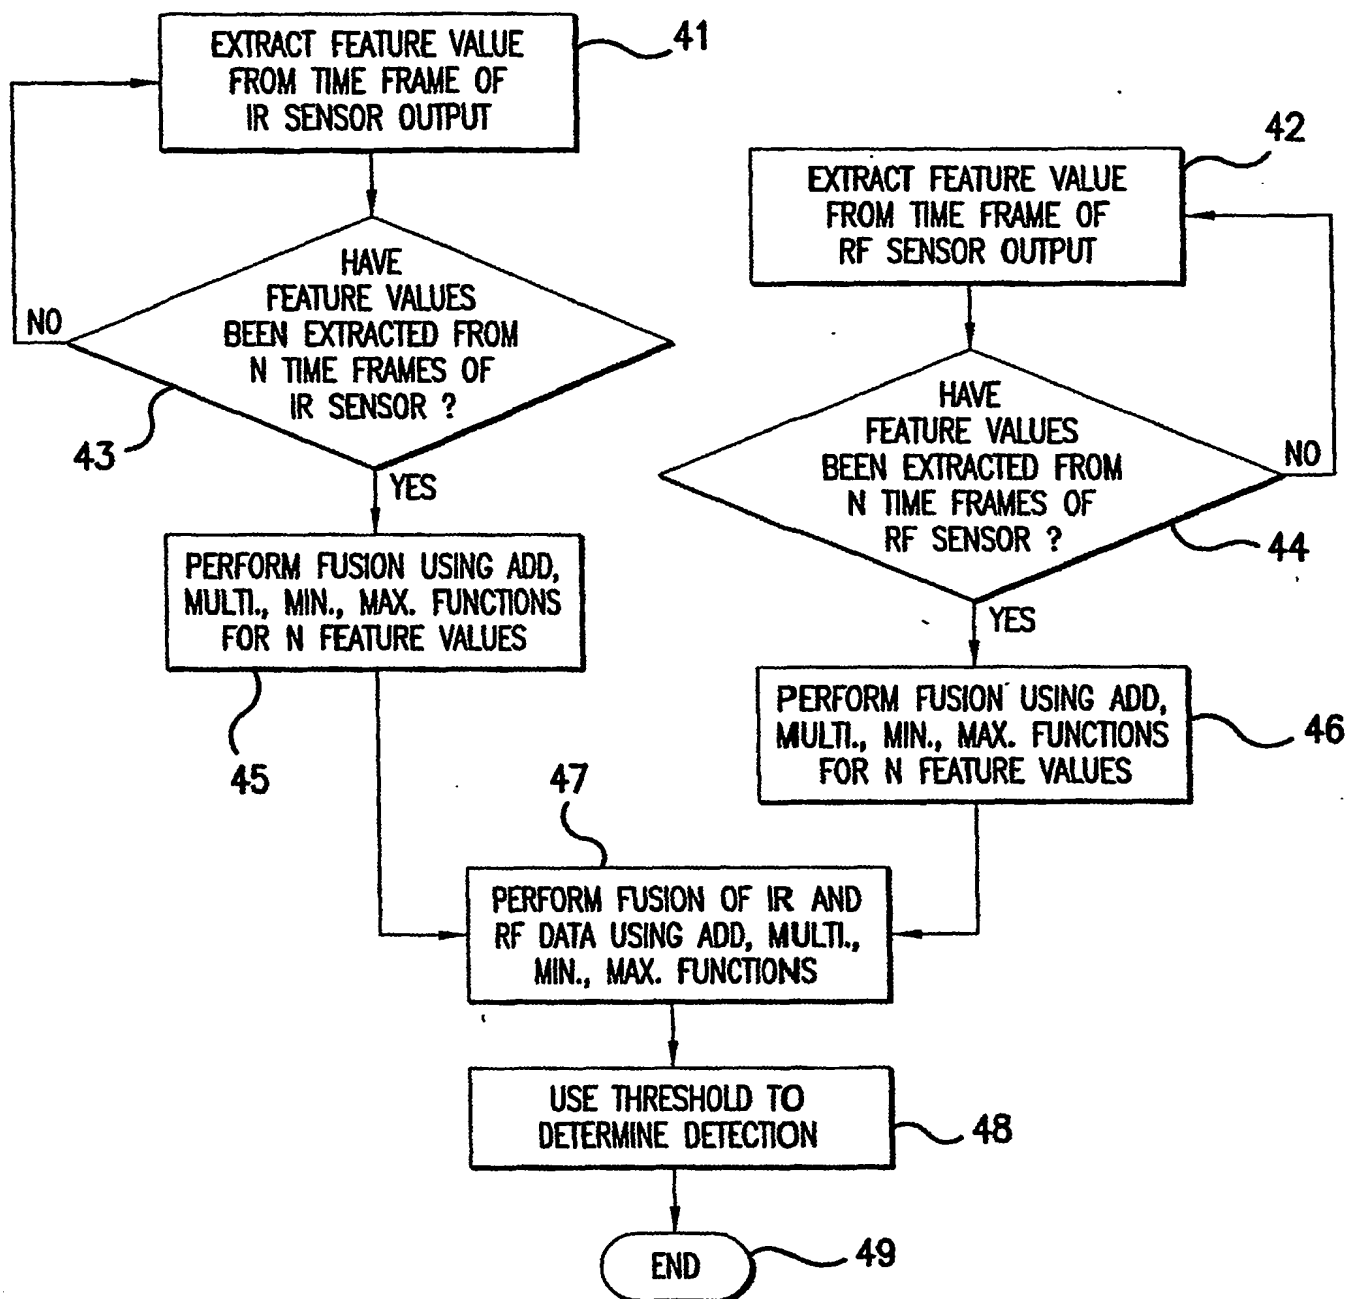 41
EXTRACT FEATURE VALUE
FROM TIME FRAME OF
IR SENSOR OUTPUT
42
EXTRACT FEATURE VALUE
FROM TIME FRAME OF
RF SENSOR OUTPUT
HAVE
FEATURE VALUES
BEEN EXTRACTED FROM
N TIME FRAMES OF
IR SENSOR ?
NO
43
YES
HAVE
FEATURE VALUES
BEEN EXTRACTED FROM
N TIME FRAMES OF
RF SENSOR ?
NO
44
YES
PERFORM FUSION USING ADD,
MULTI., MIN., MAX. FUNCTIONS
FOR N FEATURE VALUES
45
PERFORM FUSION USING ADD,
MULTI., MIN., MAX. FUNCTIONS
FOR N FEATURE VALUES
46
47
PERFORM FUSION OF IR AND
RF DATA USING ADD, MULTI.,
MIN., MAX. FUNCTIONS
USE THRESHOLD TO
DETERMINE DETECTION
48
END
49